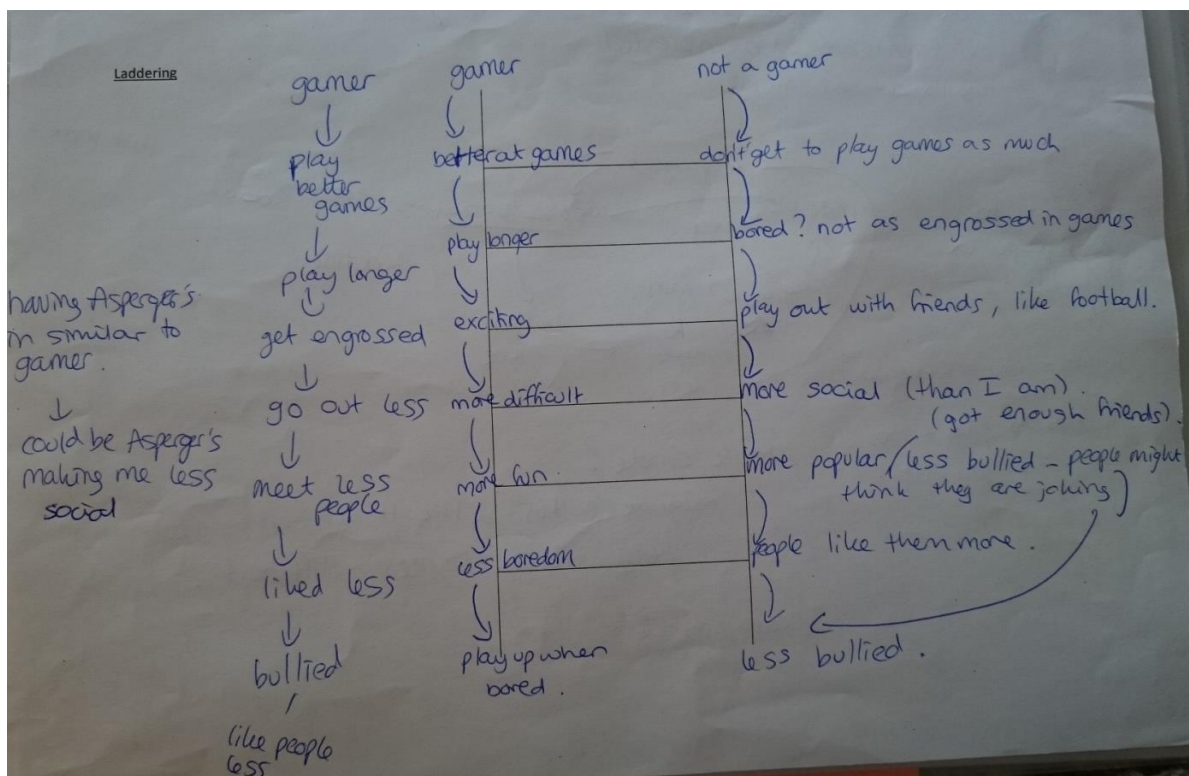 Laddering
having Asperger's
in similar to
gamer.
↓
could be Asperger's
making me less
social
gamer
↓
play
better
games
↓
play longer
↓
get engrossed
↓
go out less
↓
meet less
people
↓
liked less
↓
bullied
/
like people
less
gamer
better at games
play longer
exciting
more difficult
more fun
less boredom
play up when
bored.
not a gamer
don't get to play games as much
bored? not as engrossed in games
play out with friends, like football.
more social (than I am).
(got enough friends).
more popular (less bullied - people might
think they are joking)
people like them more.
less bullied.